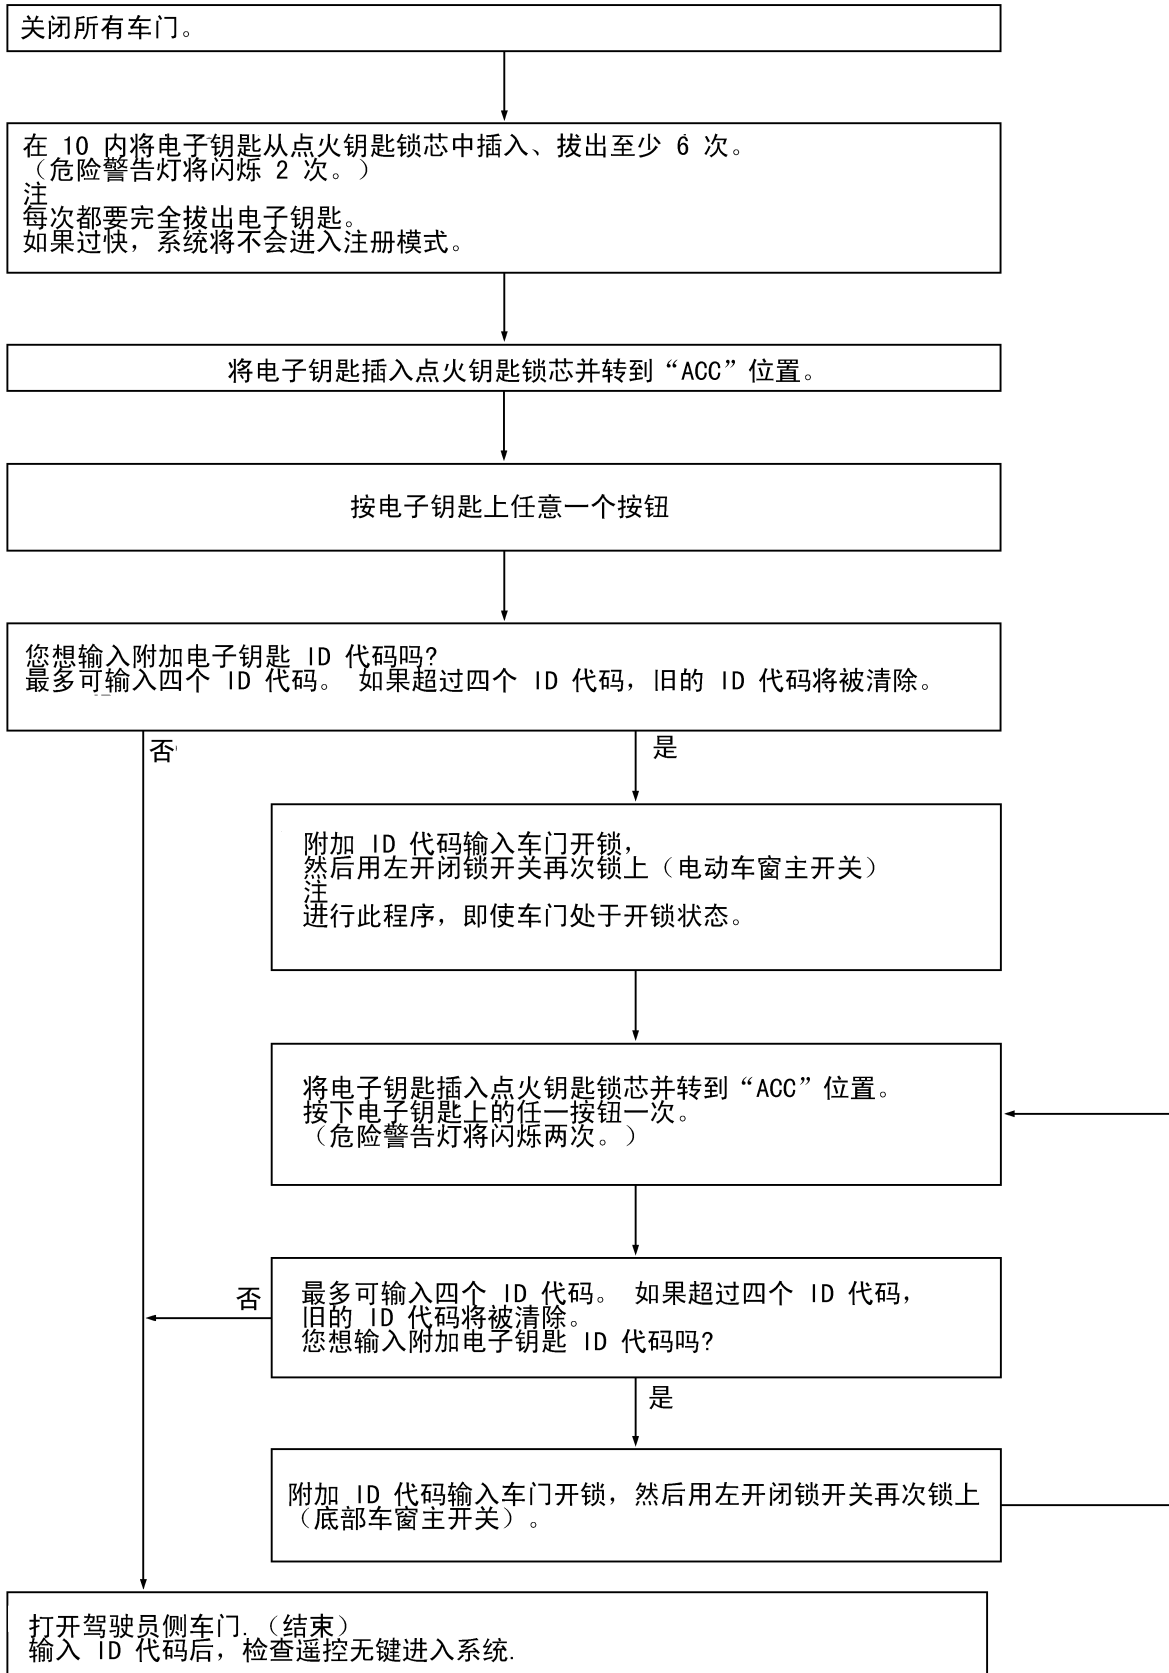 关闭所有车门。
在 10 内将电子钥匙从点火钥匙锁芯中插入、拔出至少 6 次。
（危险警告灯将闪烁 2 次。）
注
每次都要完全拔出电子钥匙。
如果过快，系统将不会进入注册模式。
将电子钥匙插入点火钥匙锁芯并转到“ACC”位置。
按电子钥匙上任意一个按钮
您想输入附加电子钥匙 ID 代码吗?
最多可输入四个 ID 代码。 如果超过四个 ID 代码，旧的 ID 代码将被清除。
否
是
附加 ID 代码输入车门开锁，
然后用左开闭锁开关再次锁上（电动车窗主开关）
注
进行此程序，即使车门处于开锁状态。
将电子钥匙插入点火钥匙锁芯并转到“ACC”位置。
按下电子钥匙上的任一按钮一次。
（危险警告灯将闪烁两次。）
否
最多可输入四个 ID 代码。 如果超过四个 ID 代码，
旧的 ID 代码将被清除。
您想输入附加电子钥匙 ID 代码吗?
是
附加 ID 代码输入车门开锁，然后用左开闭锁开关再次锁上
（底部车窗主开关）。
打开驾驶员侧车门.（结束）
输入 ID 代码后，检查遥控无键进入系统.